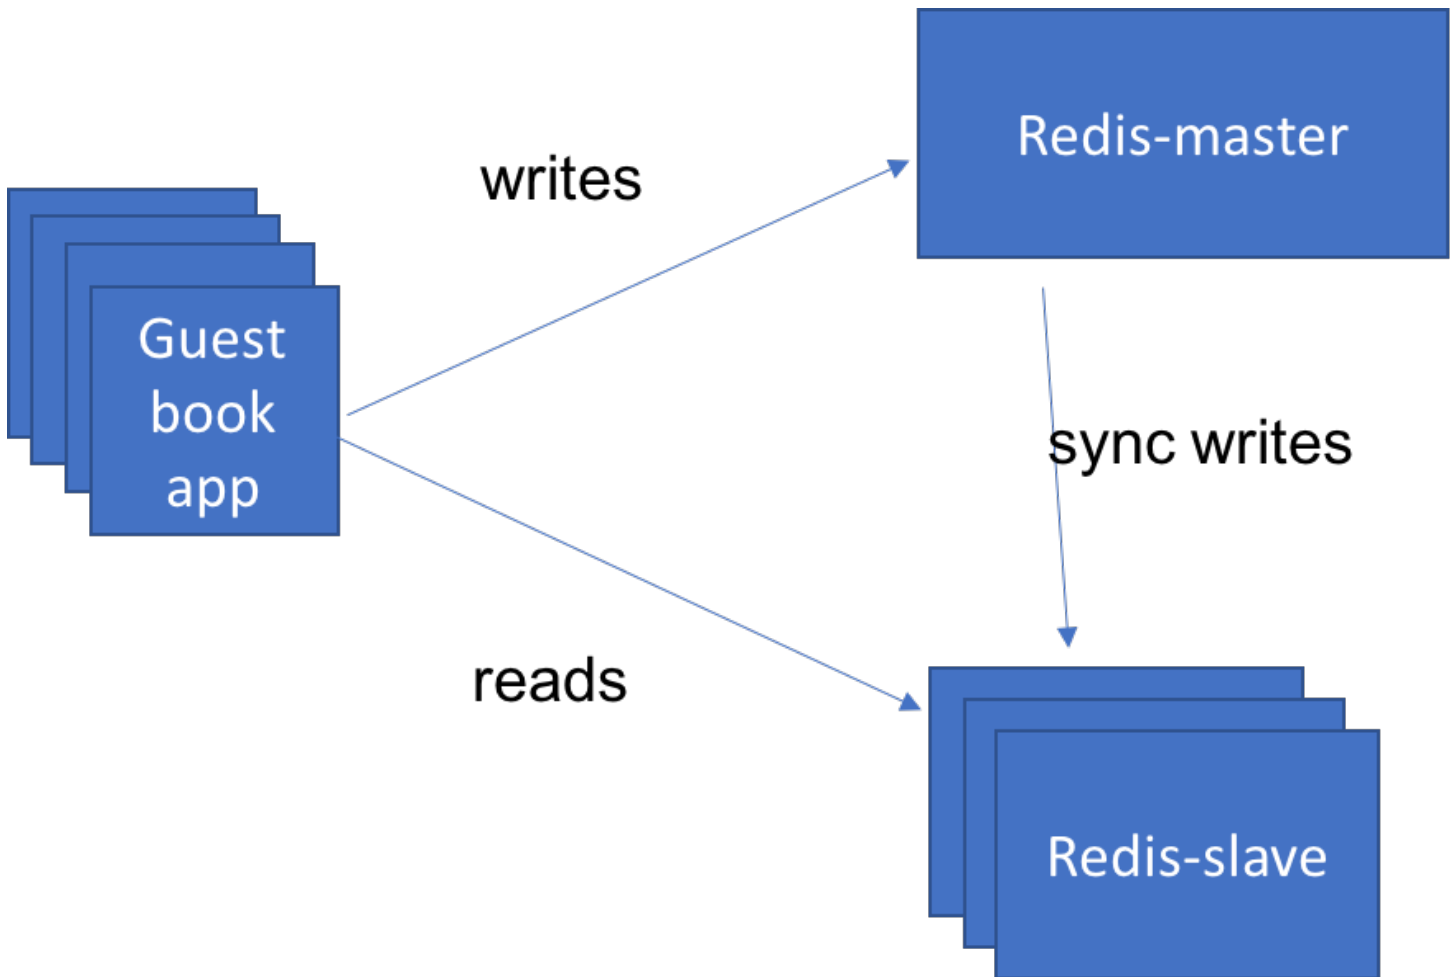 Redis-master
writes
Guest
book
app
sync writes
reads
Redis-slave